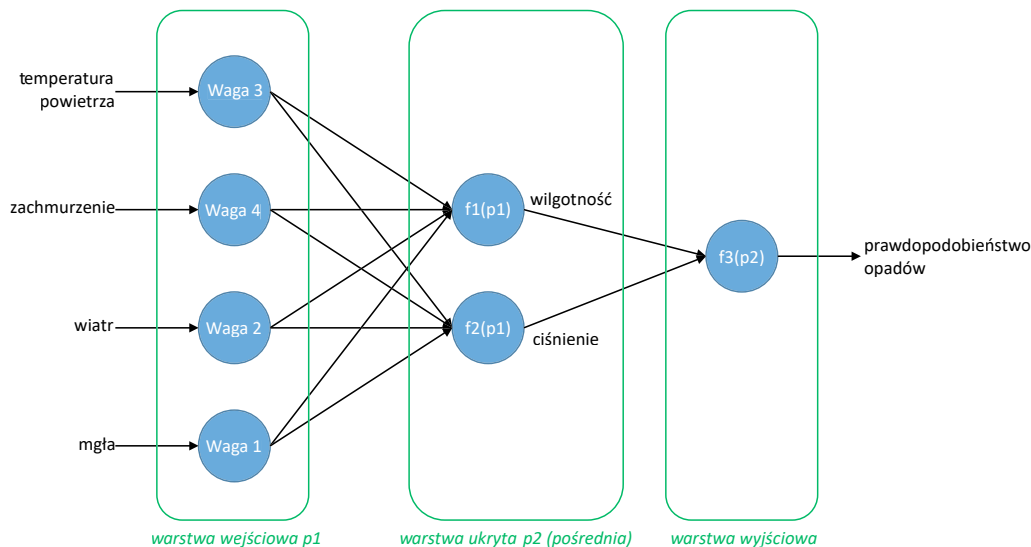 temperatura
powietrza
Waga 3
zachmurzenie
Waga 4
wiatr
Waga 2
mgła
Waga 1
f1(p1)
wilgotność
f2(p1)
ciśnienie
f3(p2)
prawdopodobieństwo
opadów
warstwa wejściowa p1
warstwa ukryta p2 (pośrednia)
warstwa wyjściowa